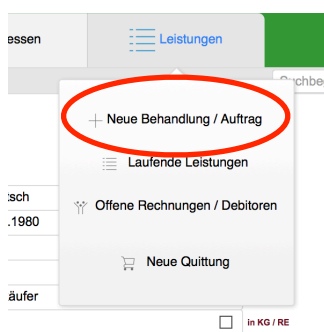 essen
Leistungen
Suchbe
Neue Behandlung / Auftrag
Laufende Leistungen
tsch
Offene Rechnungen / Debitoren
.1980
Neue Quittung
äufer
in KG / RE